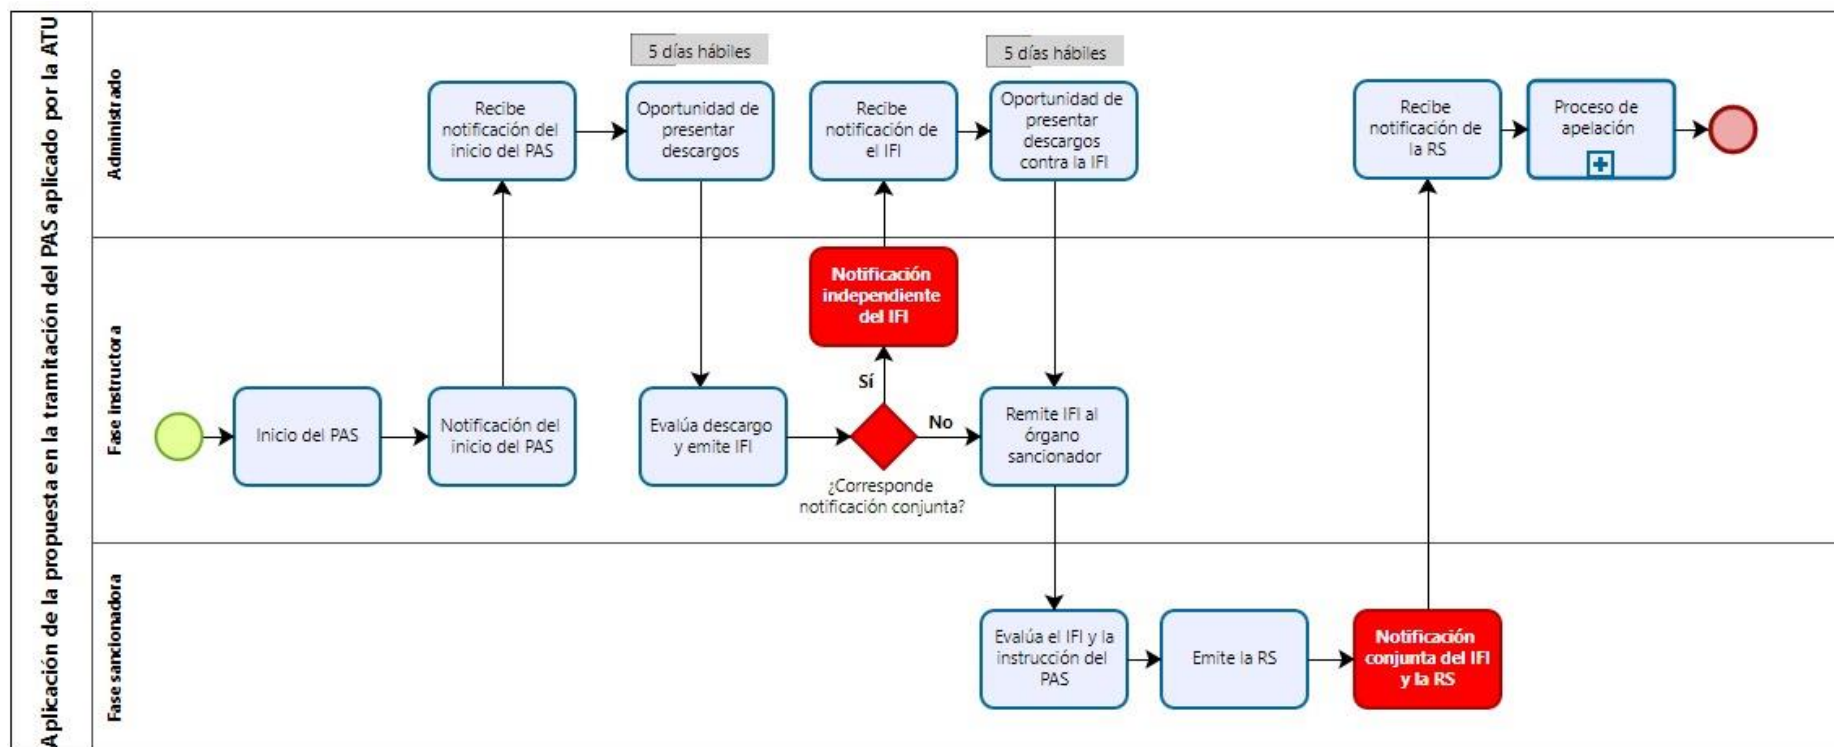 Aplicación de la propuesta en la tramitación del PAS aplicado por la ATU
Administrado
5 días hábiles
5 días hábiles
Recibe
notificación del
inicio del PAS
Oportunidad de
presentar
descargos
Recibe
notificación de
el IFI
Oportunidad de
presentar
descargos
contra la IFI
Recibe
notificación de
la RS
Proceso de
apelación
Fase instructora
Notificación
independiente
del IFI
Sí
Inicio del PAS
Notificación del
inicio del PAS
Evalúa descargo
y emite IFI
No
Remite IFI al
órgano
sancionador
¿Corresponde
notificación conjunta?
Fase sancionadora
Evalúa el IFI y la
instrucción del
PAS
Emite la RS
Notificación
conjunta del IFI
y la RS